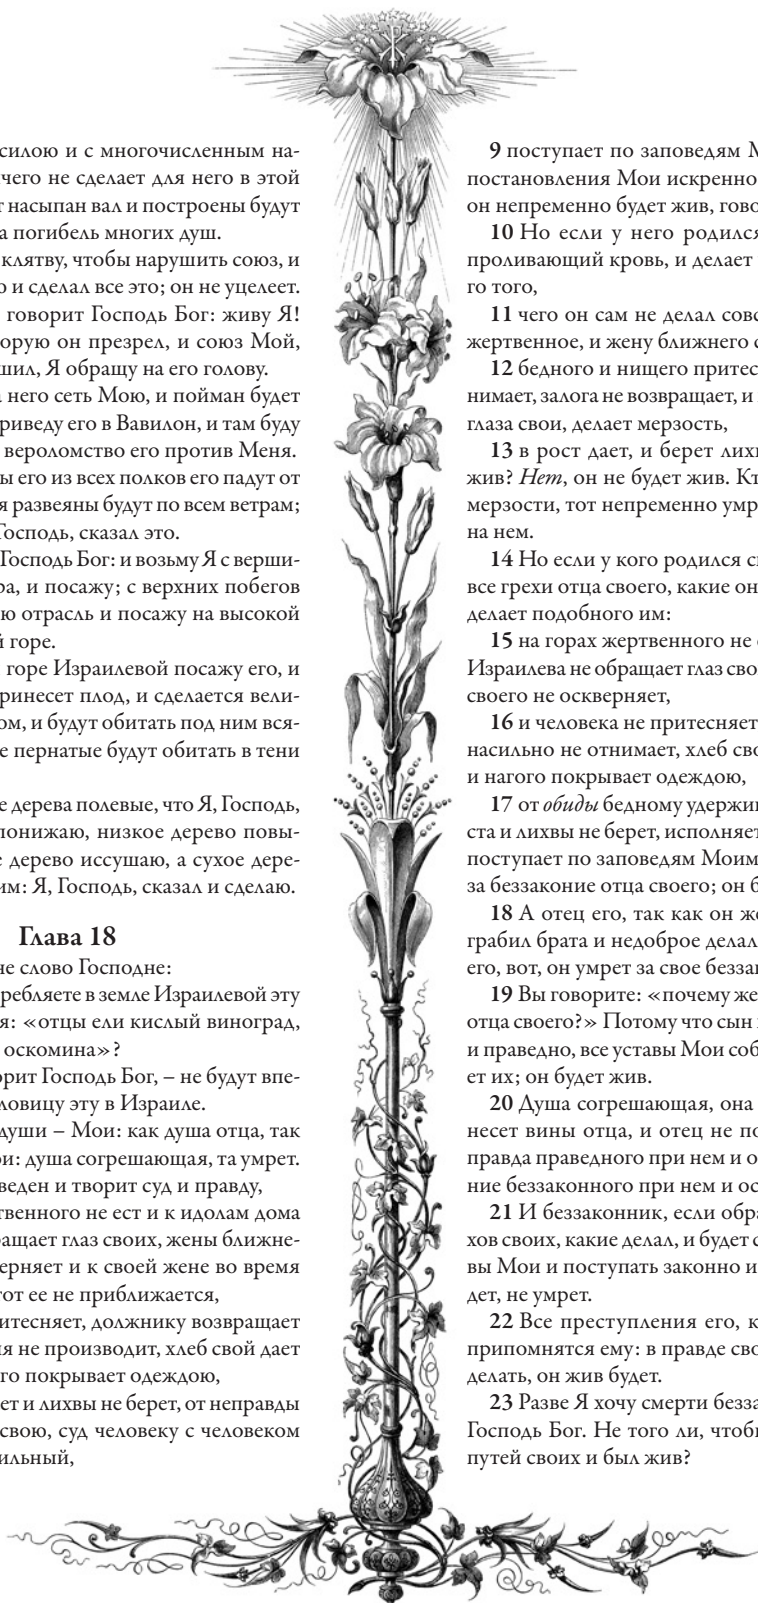 силою и с многочисленным на-
чего не сделает для него в этой
т насыпан вал и построены будут
а погибель многих душ.
клятву, чтобы нарушить союз, и
ю и сделал все это; он не уцелеет.
говорит Господь Бог: живу Я!
орую он презрел, и союз Мой,
шил, Я обращу на его голову.
а него сеть Мою, и пойман будет
риведу его в Вавилон, и там буду
вероломство его против Меня.
ы его из всех полков его падут от
я развеяны будут по всем ветрам;
Господь, сказал это.
Господь Бог: и возьму Я с верши-
ра, и посажу; с верхних побегов
ю отрасль и посажу на высокой
й горе.
горе Израилевой посажу его, и
ринесет плод, и сделается вели-
ом, и будут обитать под ним вся-
е пернатые будут обитать в тени
е дерева полевые, что Я, Господь,
понижаю, низкое дерево повы-
е дерево иссушаю, а сухое дере-
им: Я, Господь, сказал и сделаю.
Глава 18
не слово Господне:
ребляете в земле Израилевой эту
я: «отцы ели кислый виноград,
оскомина»?
орит Господь Бог, – не будут впе-
ловицу эту в Израиле.
души – Мои: как душа отца, так
ои: душа согрешающая, та умрет.
веден и творит суд и правду,
твенного не ест и к идолам дома
ращает глаз своих, жены ближне-
верняет и к своей жене во время
тот ее не приближается,
итесняет, должнику возвращает
ия не производит, хлеб свой дает
го покрывает одеждою,
ет и лихвы не берет, от неправды
свою, суд человеку с человеком
ильный,
9 поступает по заповедям М
постановления Мои искренно
он непременно будет жив, гово
10 Но если у него родился
проливающий кровь, и делает
го того,
11 чего он сам не делал совс
жертвенное, и жену ближнего с
12 бедного и нищего притес
нимает, залога не возвращает, и
глаза свои, делает мерзость,
13 в рост дает, и берет лихв
жив? Нет, он не будет жив. Кт
мерзости, тот непременно умр
на нем.
14 Но если у кого родился сы
все грехи отца своего, какие он
делает подобного им:
15 на горах жертвенного не
Израилева не обращает глаз сво
своего не оскверняет,
16 и человека не притесняет
насильно не отнимает, хлеб сво
и нагого покрывает одеждою,
17 от обиды бедному удержи
ста и лихвы не берет, исполняет
поступает по заповедям Моим
за беззаконие отца своего; он б
18 А отец его, так как он же
грабил брата и недоброе делал
его, вот, он умрет за свое безза
19 Вы говорите: «почему же
отца своего?» Потому что сын
и праведно, все уставы Мои соб
ет их; он будет жив.
20 Душа согрешающая, она
несет вины отца, и отец не по
правда праведного при нем и о
ние беззаконного при нем и ос
21 И беззаконник, если обра
хов своих, какие делал, и будет с
вы Мои и поступать законно и
дет, не умрет.
22 Все преступления его, к
припомнятся ему: в правде сво
делать, он жив будет.
23 Разве Я хочу смерти безза
Господь Бог. Не того ли, чтобы
путей своих и был жив?